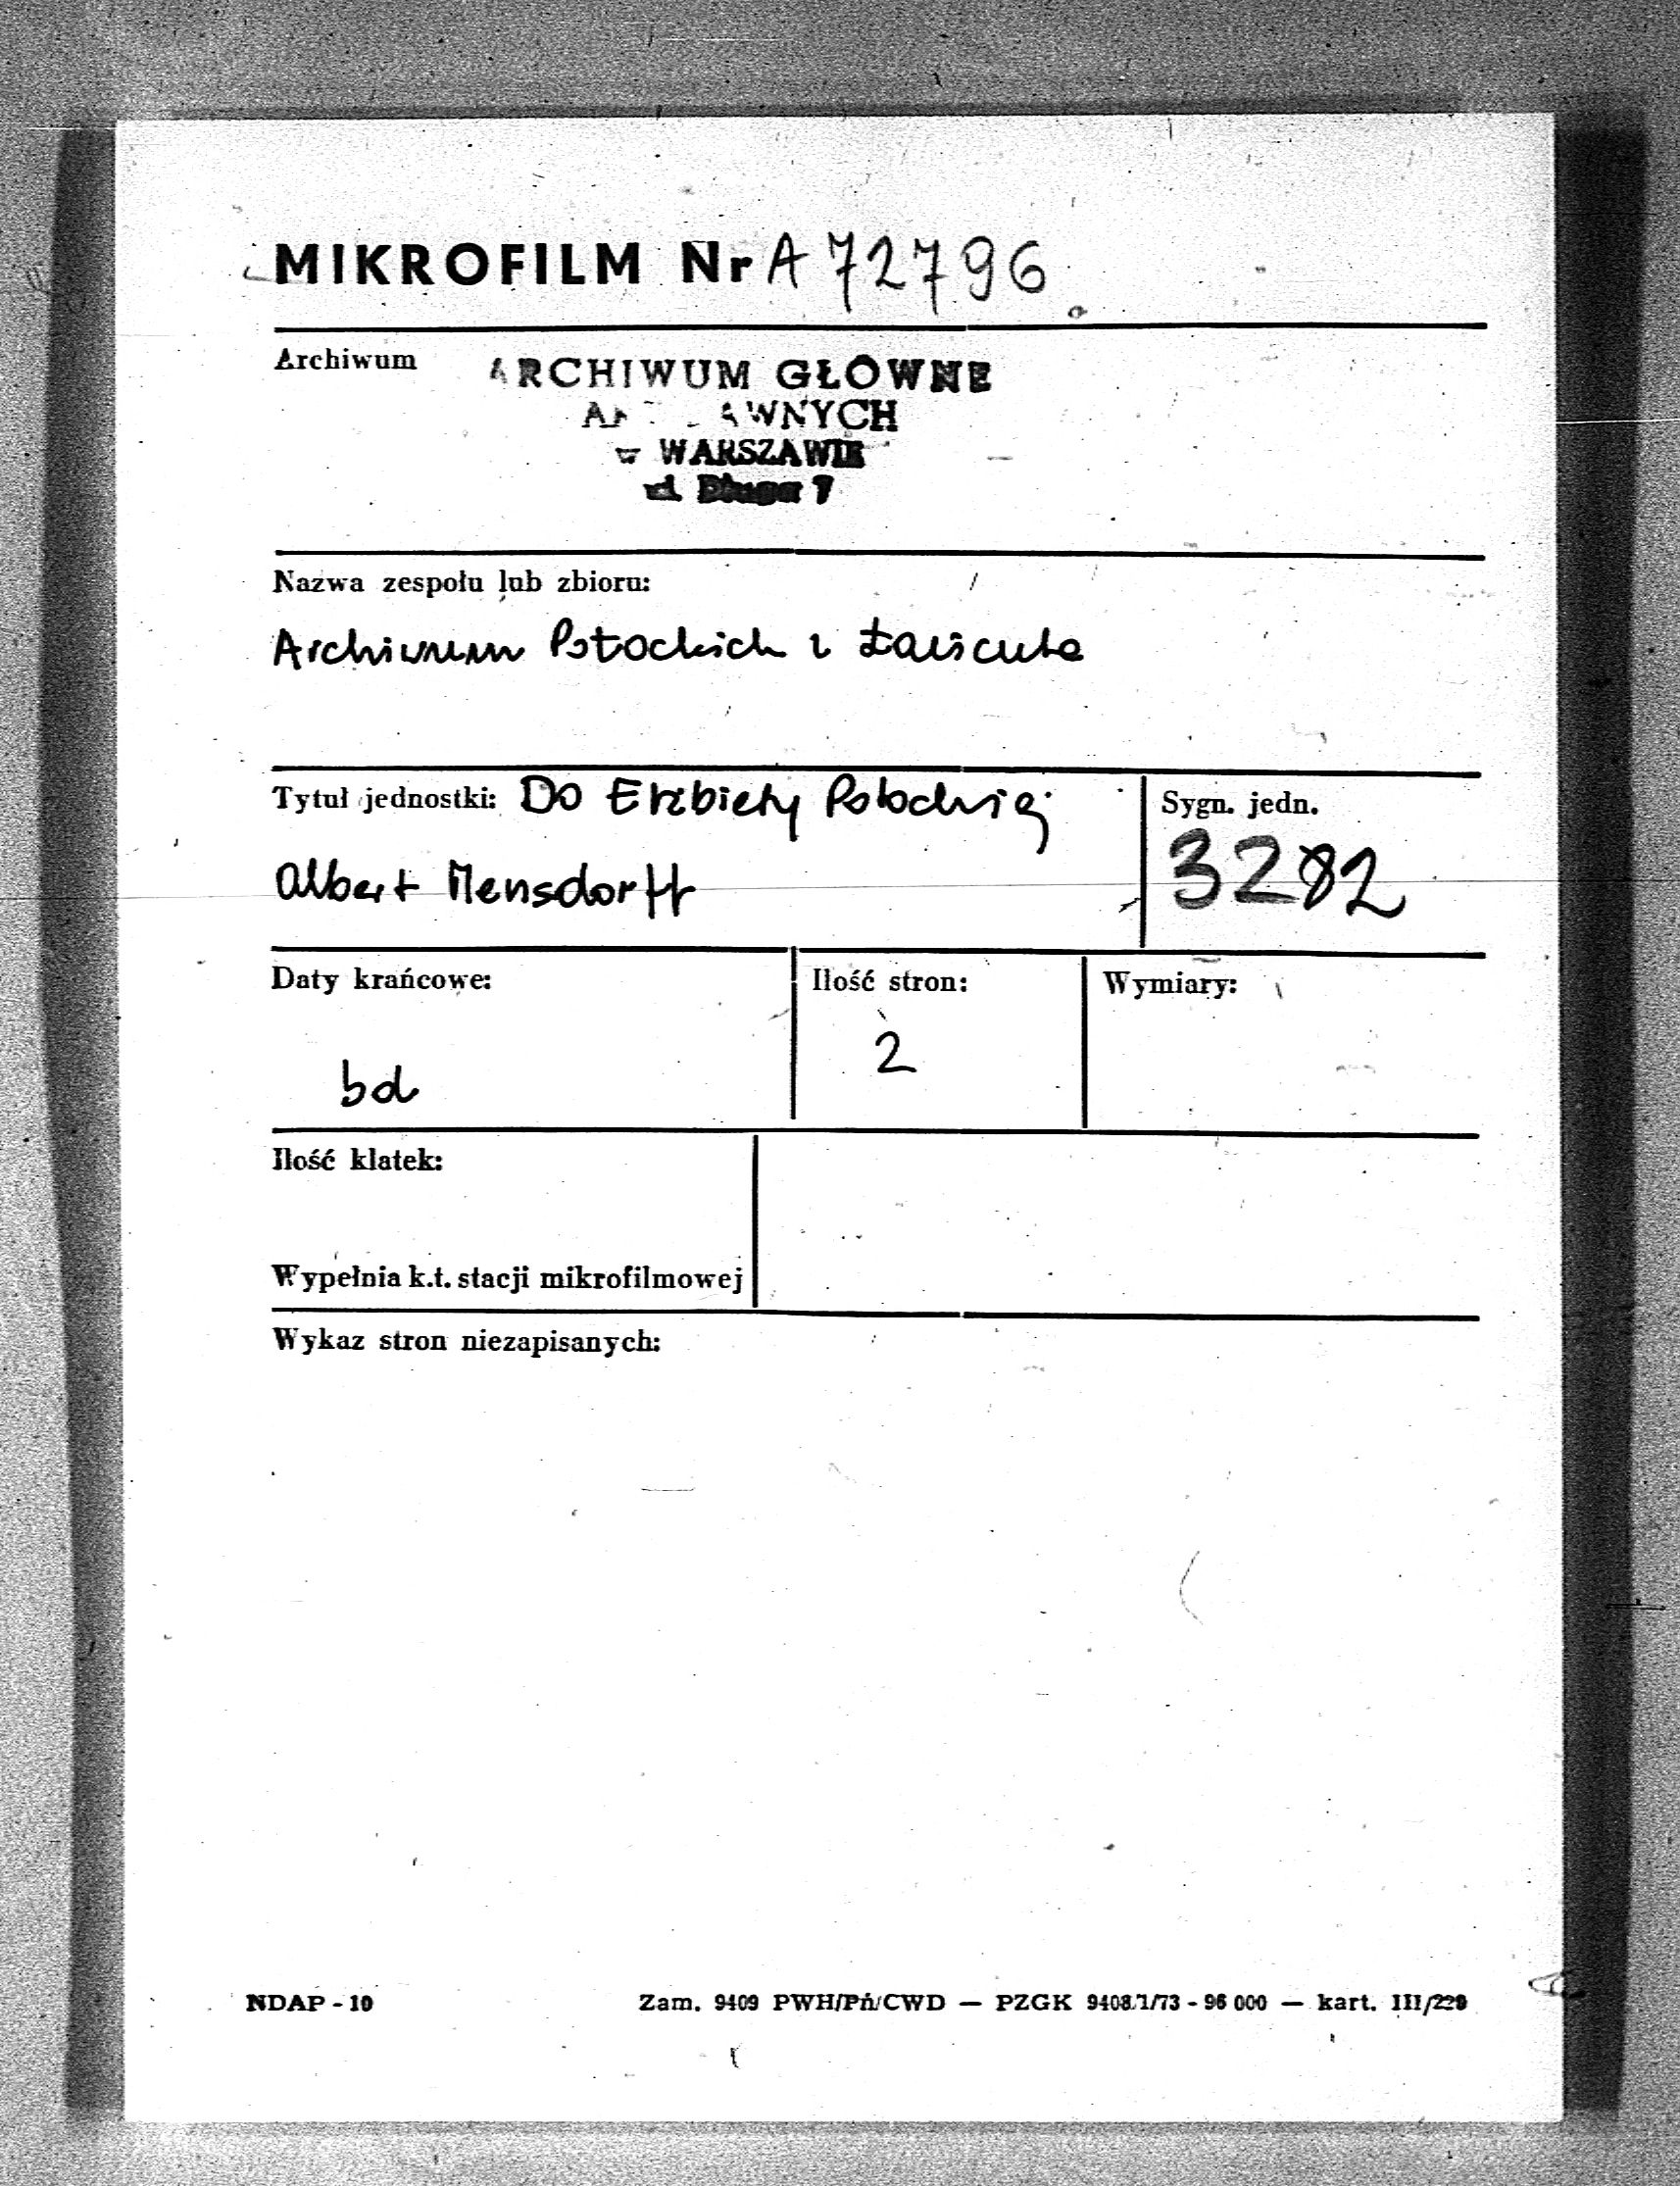 MIKROFILM Nr A 72796
Archiwum
ARCHIWUM GŁÓWNE
WARSZAWIE
ul. Długa 7
Nazwa zespołu lub zbioru:
Archiwum Potockich z Łańcuta
Tytuł jednostki: Do Elżbiety Potockiej
Sygn. jedn.
Albert Mensdorff
3282
Daty krańcowe:
Ilość stron:
Wymiary:
bd
2
Ilość klatek:
Wypełnia k.t. stacji mikrofilmowej
Wykaz stron niezapisanych:
NDAP - 10
Zam. 9409 PWH/Pń/CWD — PZGK 9408/1/73 - 96 000 — kart. III/229